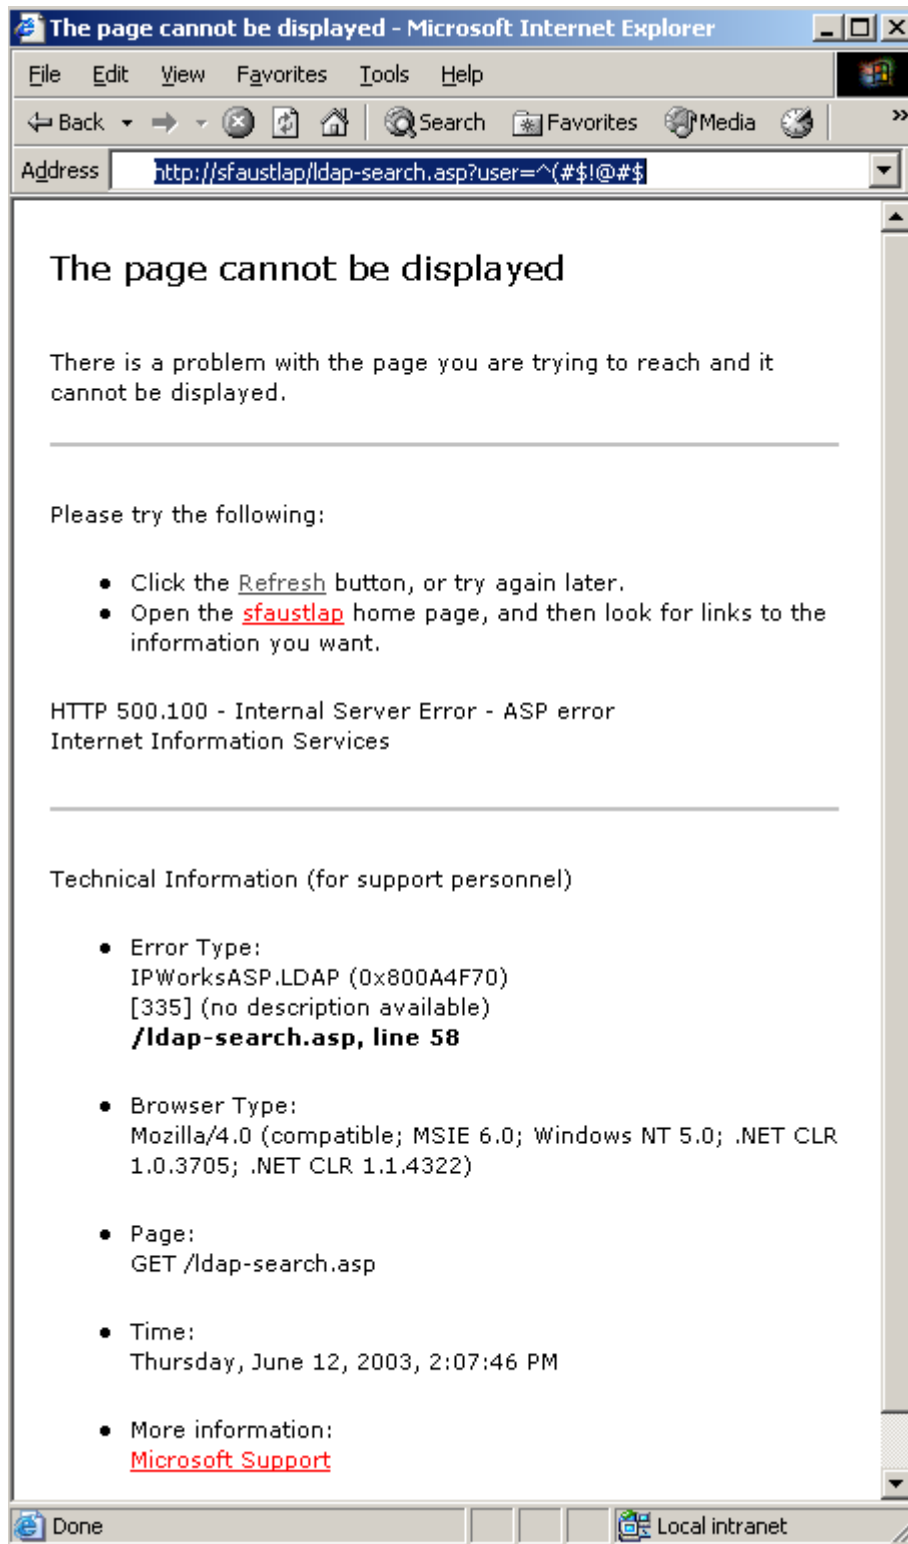 The page cannot be displayed - Microsoft Internet Explorer
File Edit View Favorites Tools Help
Back Search Favorites Media »
Address http://sfaustlap/ldap-search.asp?user=^(#$!@#$
The page cannot be displayed
There is a problem with the page you are trying to reach and it
cannot be displayed.
Please try the following:
• Click the Refresh button, or try again later.
• Open the sfaustlap home page, and then look for links to the
information you want.
HTTP 500.100 - Internal Server Error - ASP error
Internet Information Services
Technical Information (for support personnel)
• Error Type:
IPWorksASP.LDAP (0x800A4F70)
[335] (no description available)
/ldap-search.asp, line 58
• Browser Type:
Mozilla/4.0 (compatible; MSIE 6.0; Windows NT 5.0; .NET CLR
1.0.3705; .NET CLR 1.1.4322)
• Page:
GET /ldap-search.asp
• Time:
Thursday, June 12, 2003, 2:07:46 PM
• More information:
Microsoft Support
Done Local intranet